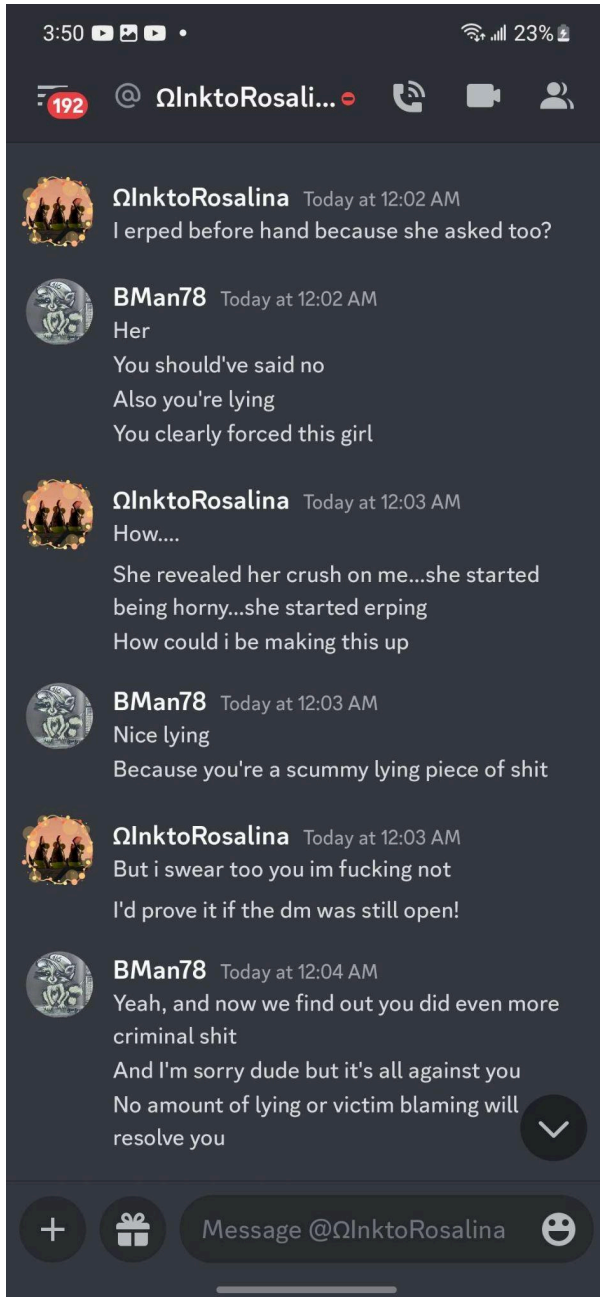 3:50
23%
192
@ ΩInktoRosali...
ΩInktoRosalina Today at 12:02 AM
I erped before hand because she asked too?
BMan78 Today at 12:02 AM
Her
You should've said no
Also you're lying
You clearly forced this girl
ΩInktoRosalina Today at 12:03 AM
How....
She revealed her crush on me...she started
being horny...she started erping
How could i be making this up
BMan78 Today at 12:03 AM
Nice lying
Because you're a scummy lying piece of shit
ΩInktoRosalina Today at 12:03 AM
But i swear too you im fucking not
I'd prove it if the dm was still open!
BMan78 Today at 12:04 AM
Yeah, and now we find out you did even more
criminal shit
And I'm sorry dude but it's all against you
No amount of lying or victim blaming will
resolve you
Message @ΩInktoRosalina